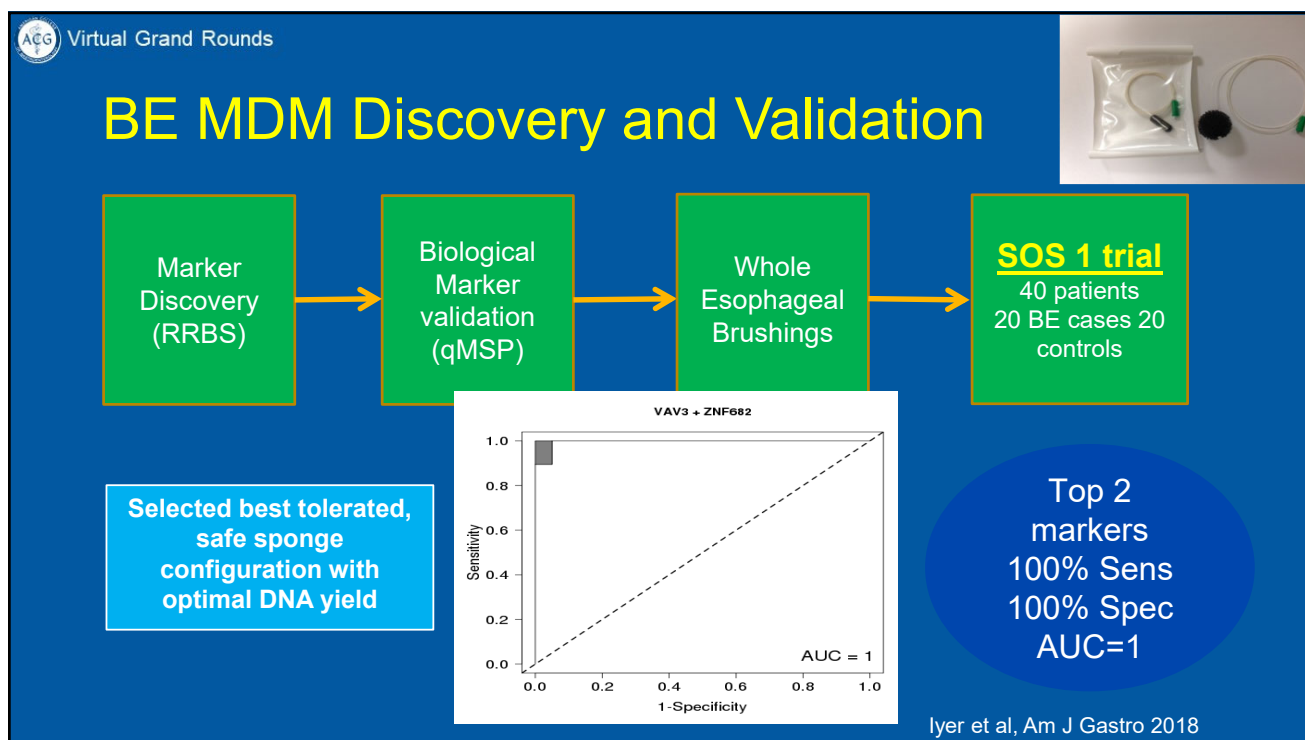 ACG
Virtual Grand Rounds
BE MDM Discovery and Validation
Marker
Discovery
(RRBS)
Biological
Marker
validation
(qMSP)
Whole
Esophageal
Brushings
SOS 1 trial
40 patients
20 BE cases 20
controls
Selected best tolerated,
safe sponge
configuration with
optimal DNA yield
VAV3 + ZNF682
Sensitivity
1.0
0.8
0.6
0.4
0.2
0.0
AUC = 1
0.0 0.2 0.4 0.6 0.8 1.0
1-Specificity
Top 2
markers
100% Sens
100% Spec
AUC=1
Iyer et al, Am J Gastro 2018